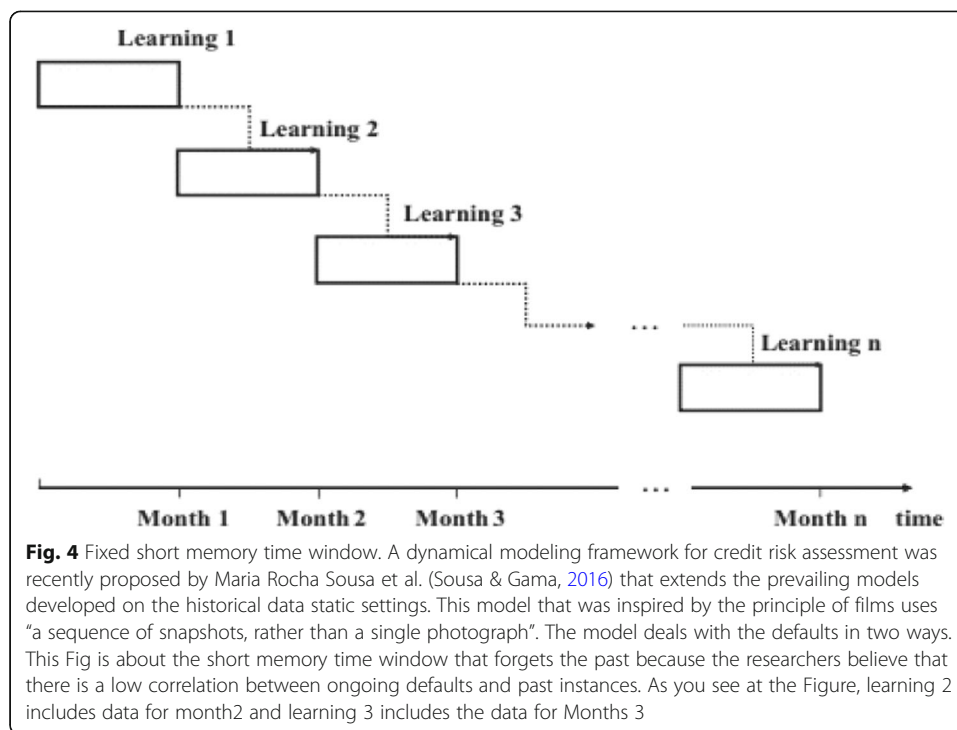 Learning 1
Learning 2
Learning 3
...
Learning n
...
Month 1 Month 2 Month 3 Month n time
Fig. 4 Fixed short memory time window. A dynamical modeling framework for credit risk assessment was
recently proposed by Maria Rocha Sousa et al. (Sousa & Gama, 2016) that extends the prevailing models
developed on the historical data static settings. This model that was inspired by the principle of films uses
“a sequence of snapshots, rather than a single photograph”. The model deals with the defaults in two ways.
This Fig is about the short memory time window that forgets the past because the researchers believe that
there is a low correlation between ongoing defaults and past instances. As you see at the Figure, learning 2
includes data for month2 and learning 3 includes the data for Months 3